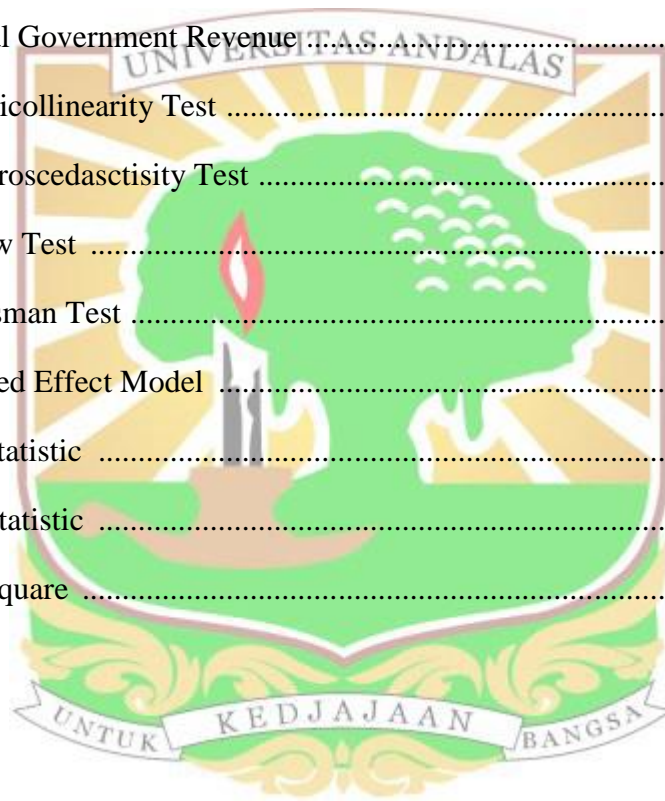 al Government Revenue ................................................
UNIVERSITAS ANDALAS
icollinearity Test ................................................
roscedasctisity Test ................................................
w Test ................................................
sman Test ................................................
ed Effect Model ................................................
tatistic ................................................
tatistic ................................................
quare ................................................
UNTUK KEDJAJAAN BANGSA